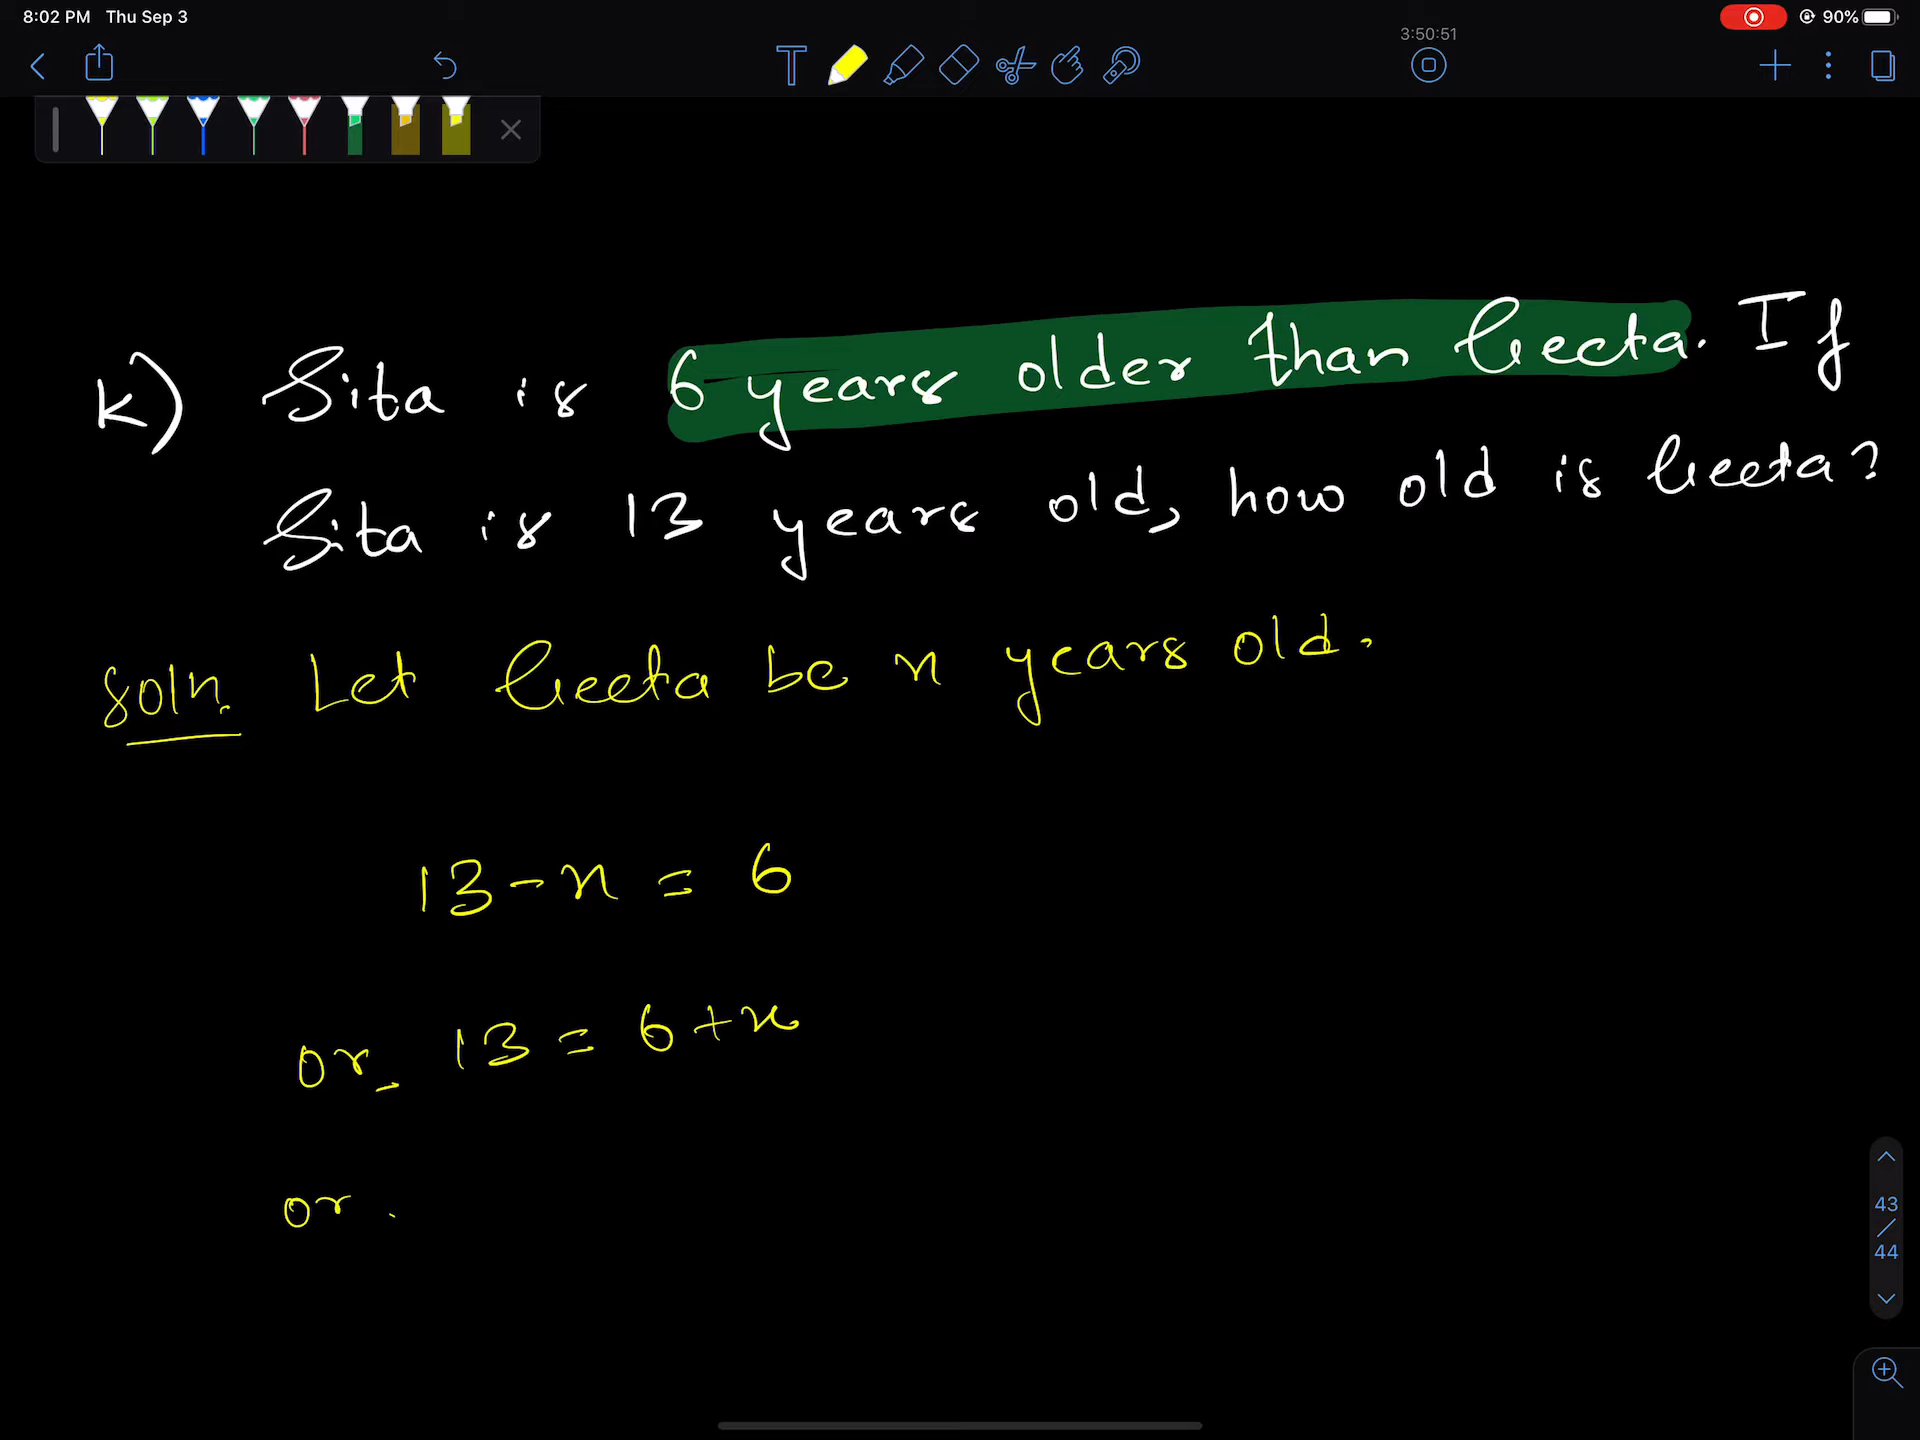 8:02 PM Thu Sep 3
90%
3:50:51
T
K) Sita is 6 years older than Geeta. If
Sita is 13 years old, how old is Geeta?
Soln. Let Geeta be x years old.
13 - x = 6
or, 13 = 6 + x
or.
43
/
44